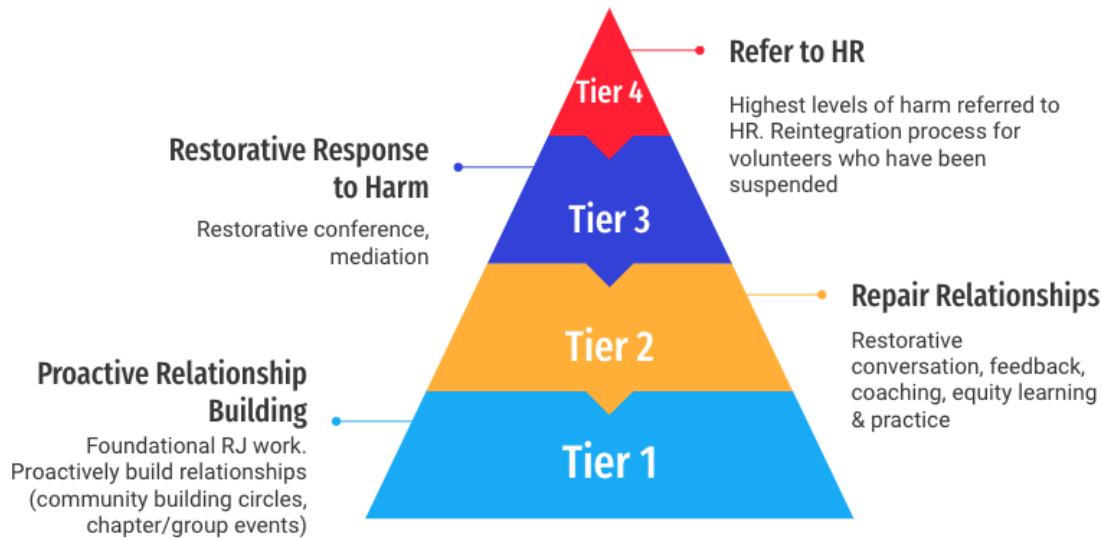 Tier 4
Refer to HR
Highest levels of harm referred to
HR. Reintegration process for
volunteers who have been
suspended
Restorative Response
to Harm
Restorative conference,
mediation
Tier 3
Tier 2
Repair Relationships
Restorative
conversation, feedback,
coaching, equity learning
& practice
Proactive Relationship
Building
Foundational RJ work.
Proactively build relationships
(community building circles,
chapter/group events)
Tier 1